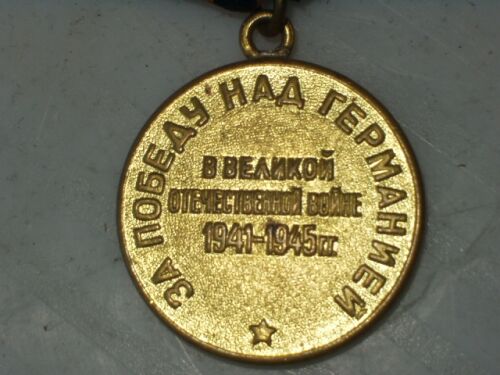 ЗА ПОБЕДУ НАД ГЕРМАНИЕЙ
В ВЕЛИКОЙ
ОТЕЧЕСТВЕННОЙ ВОЙНЕ
1941-1945гг.